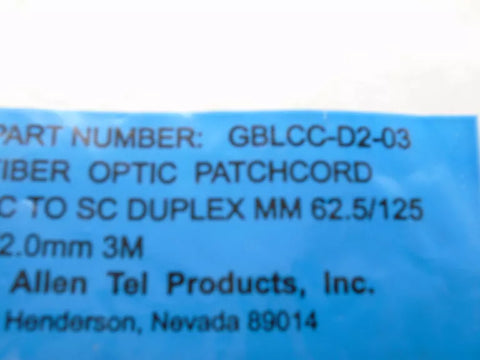 PART NUMBER: GBLCC-D2-03
FIBER OPTIC PATCHCORD
C TO SC DUPLEX MM 62.5/125
2.0mm 3M
Allen Tel Products, Inc.
Henderson, Nevada 89014